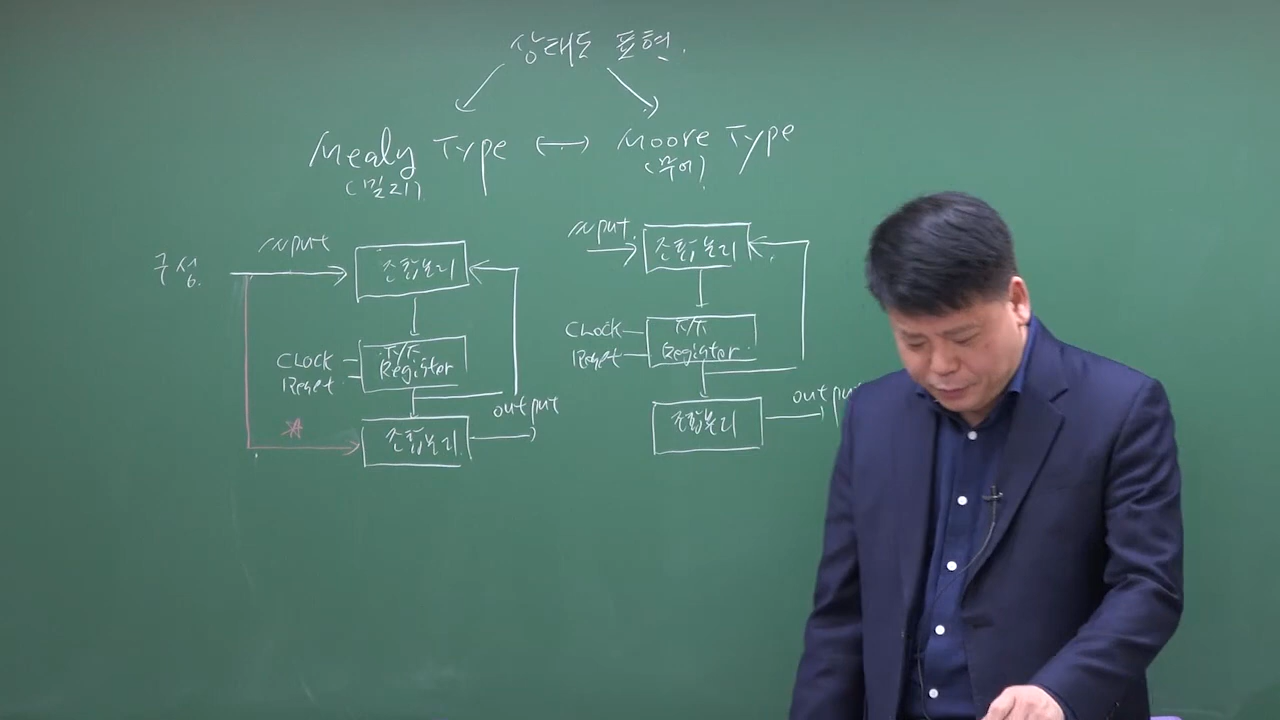 상태도 표현.
Mealy Type ↔ Moore Type
(밀리) (무어)
구성.
input
조합논리
CLOCK
Reset
F/F
Register
조합논리
output
input.
조합논리
CLOCK
Reset
F/F
Register
조합논리
output